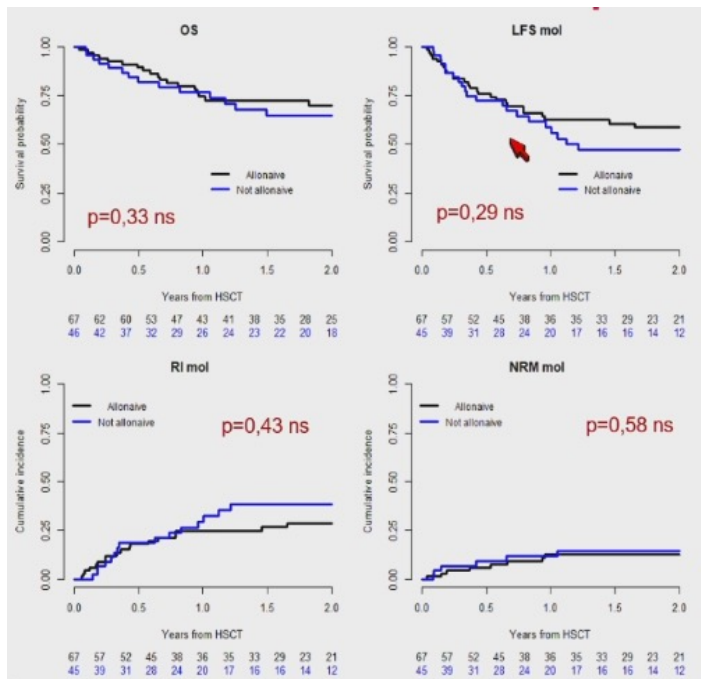 OS
Survival probability
1.00
0.75
0.50
0.25
0.00
Allonaive
Not allonaive
p=0,33 ns
0.0 0.5 1.0 1.5 2.0
Years from HSCT
67 62 60 53 47 43 41 38 35 28 25
46 42 37 32 29 26 24 23 22 20 18
LFS mol
Survival probability
1.00
0.75
0.50
0.25
0.00
Allonaive
Not allonaive
p=0,29 ns
0.0 0.5 1.0 1.5 2.0
Years from HSCT
67 57 52 45 38 36 35 33 29 23 21
45 39 31 28 24 20 17 16 16 14 12
RI mol
Cumulative incidence
1.00
0.75
0.50
0.25
0.00
Allonaive
Not allonaive
p=0,43 ns
0.0 0.5 1.0 1.5 2.0
Years from HSCT
67 57 52 45 38 36 35 33 29 23 21
45 39 31 28 24 20 17 16 16 14 12
NRM mol
Cumulative incidence
1.00
0.75
0.50
0.25
0.00
Allonaive
Not allonaive
p=0,58 ns
0.0 0.5 1.0 1.5 2.0
Years from HSCT
67 57 52 45 38 36 35 33 29 23 21
45 39 31 28 24 20 17 16 16 14 12